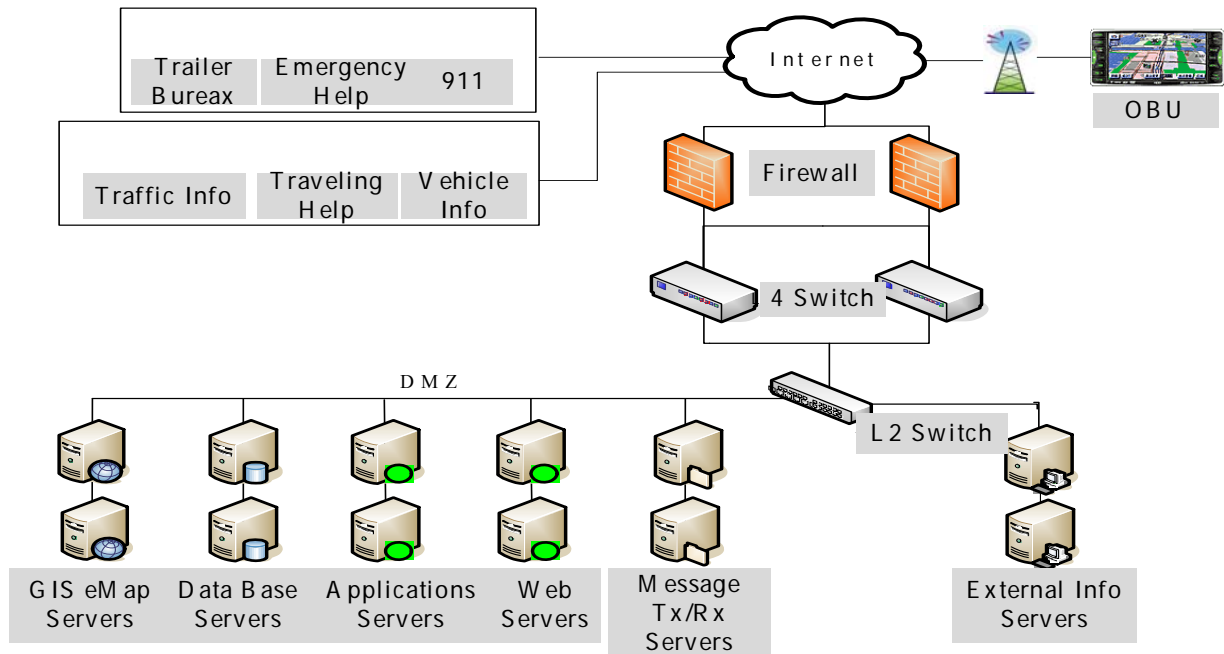 Internet
Trailer
Bureax
Emergency
Help
911
OBU
Firewall
Traffic Info
Traveling
Help
Vehicle
Info
4 Switch
DMZ
L2 Switch
GIS eMap
Servers
Data Base
Servers
Applications
Servers
Web
Servers
Message
Tx/Rx
Servers
External Info
Servers